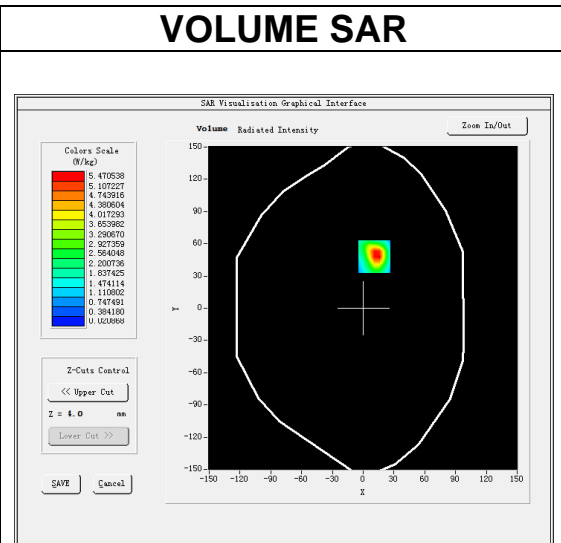 VOLUME SAR
SAR Visualisation Graphical Interface
Volume Radiated Intensity
Zoom In/Out
Colors Scale
(W/kg)
5.470538
5.107227
4.743916
4.380604
4.017293
3.653982
3.290670
2.927359
2.564048
2.200736
1.837425
1.474114
1.110802
0.747491
0.384180
0.020868
150
120
90
60
30
0
-30
-60
-90
-120
-150
Y
-150 -120 -90 -60 -30 0 30 60 90 120 150
X
Z-Cuts Control
<< Upper Cut
Z = 4.0 mm
Lower Cut >>
SAVE Cancel